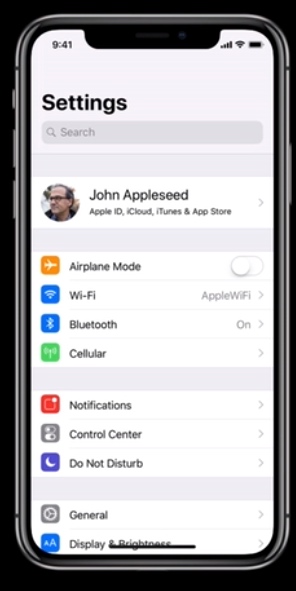 9:41
Settings
Search
John Appleseed
Apple ID, iCloud, iTunes & App Store
Airplane Mode
Wi-Fi AppleWiFi
Bluetooth On
Cellular
Notifications
Control Center
Do Not Disturb
General
AA Display & Brightness